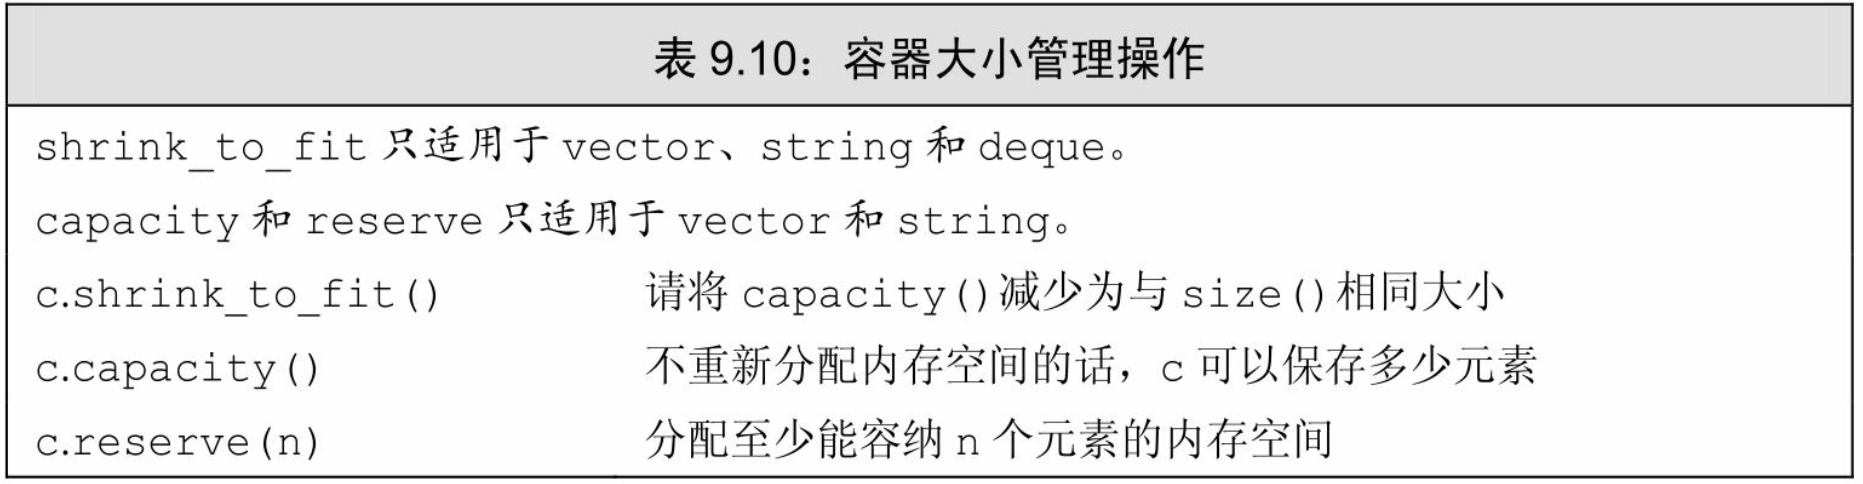 表 9.10：容器大小管理操作
shrink_to_fit 只适用于 vector、string 和 deque。
capacity 和 reserve 只适用于 vector 和 string。
c.shrink_to_fit() 请将 capacity()减少为与 size()相同大小
c.capacity() 不重新分配内存空间的话，c 可以保存多少元素
c.reserve(n) 分配至少能容纳 n 个元素的内存空间